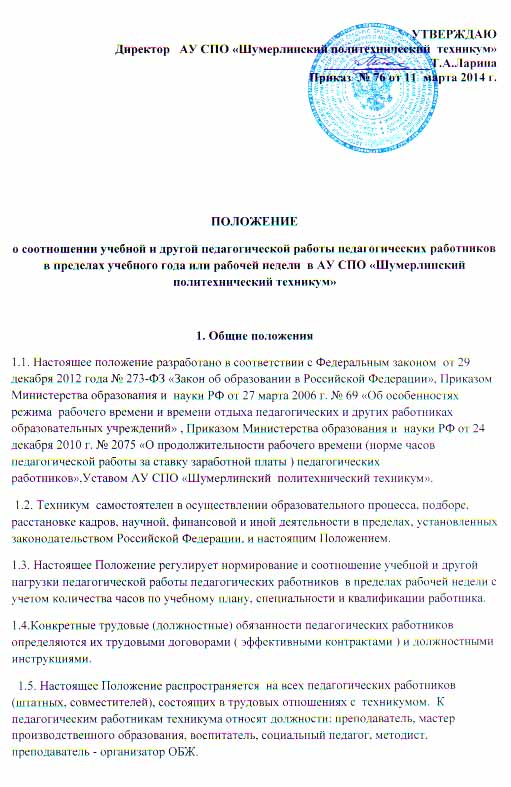 УТВЕРЖДАЮ
Директор АУ СПО «Шумерлинский политехнический техникум»
Т.А.Ларина
Приказ № 76 от 11 марта 2014 г.
ПОЛОЖЕНИЕ
о соотношении учебной и другой педагогической работы педагогических работников
в пределах учебного года или рабочей недели в АУ СПО «Шумерлинский
политехнический техникум»
1. Общие положения
1.1. Настоящее положение разработано в соответствии с Федеральным законом от 29
декабря 2012 года № 273-ФЗ «Закон об образовании в Российской Федерации», Приказом
Министерства образования и науки РФ от 27 марта 2006 г. № 69 «Об особенностях
режима рабочего времени и времени отдыха педагогических и других работниках
образовательных учреждений» , Приказом Министерства образования и науки РФ от 24
декабря 2010 г. № 2075 «О продолжительности рабочего времени (норме часов
педагогической работы за ставку заработной платы ) педагогических
работников»,Уставом АУ СПО «Шумерлинский политехнический техникум».
1.2. Техникум самостоятелен в осуществлении образовательного процесса, подборе,
расстановке кадров, научной, финансовой и иной деятельности в пределах, установленных
законодательством Российской Федерации, и настоящим Положением.
1.3. Настоящее Положение регулирует нормирование и соотношение учебной и другой
нагрузки педагогической работы педагогических работников в пределах рабочей недели с
учетом количества часов по учебному плану, специальности и квалификации работника.
1.4.Конкретные трудовые (должностные) обязанности педагогических работников
определяются их трудовыми договорами ( эффективными контрактами ) и должностными
инструкциями.
1.5. Настоящее Положение распространяется на всех педагогических работников
(штатных, совместителей), состоящих в трудовых отношениях с техникумом. К
педагогическим работникам техникума относят должности: преподаватель, мастер
производственного образования, воспитатель, социальный педагог, методист,
преподаватель - организатор ОБЖ.